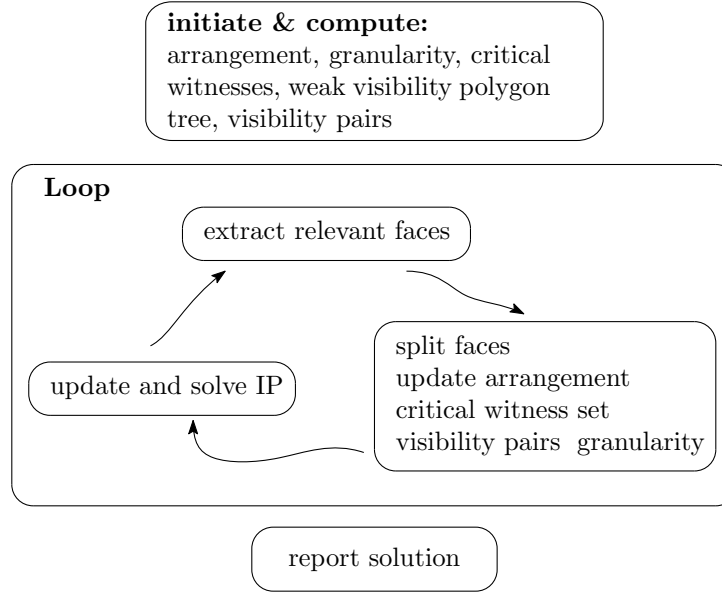 initiate & compute:
arrangement, granularity, critical
witnesses, weak visibility polygon
tree, visibility pairs
Loop
extract relevant faces
split faces
update arrangement
critical witness set
visibility pairs granularity
update and solve IP
report solution